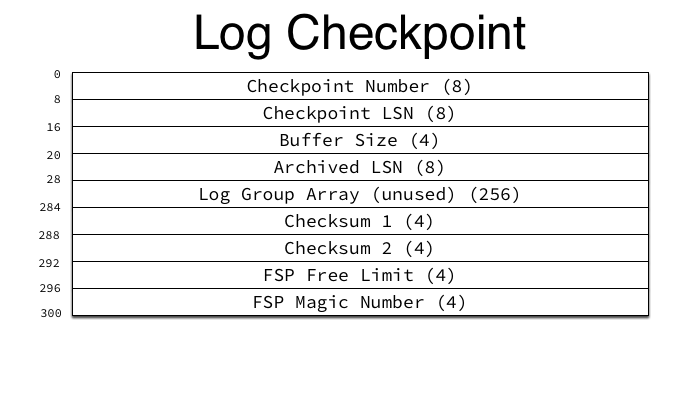 Log Checkpoint
0
Checkpoint Number (8)
8
Checkpoint LSN (8)
16
Buffer Size (4)
20
Archived LSN (8)
28
Log Group Array (unused) (256)
284
Checksum 1 (4)
288
Checksum 2 (4)
292
FSP Free Limit (4)
296
FSP Magic Number (4)
300